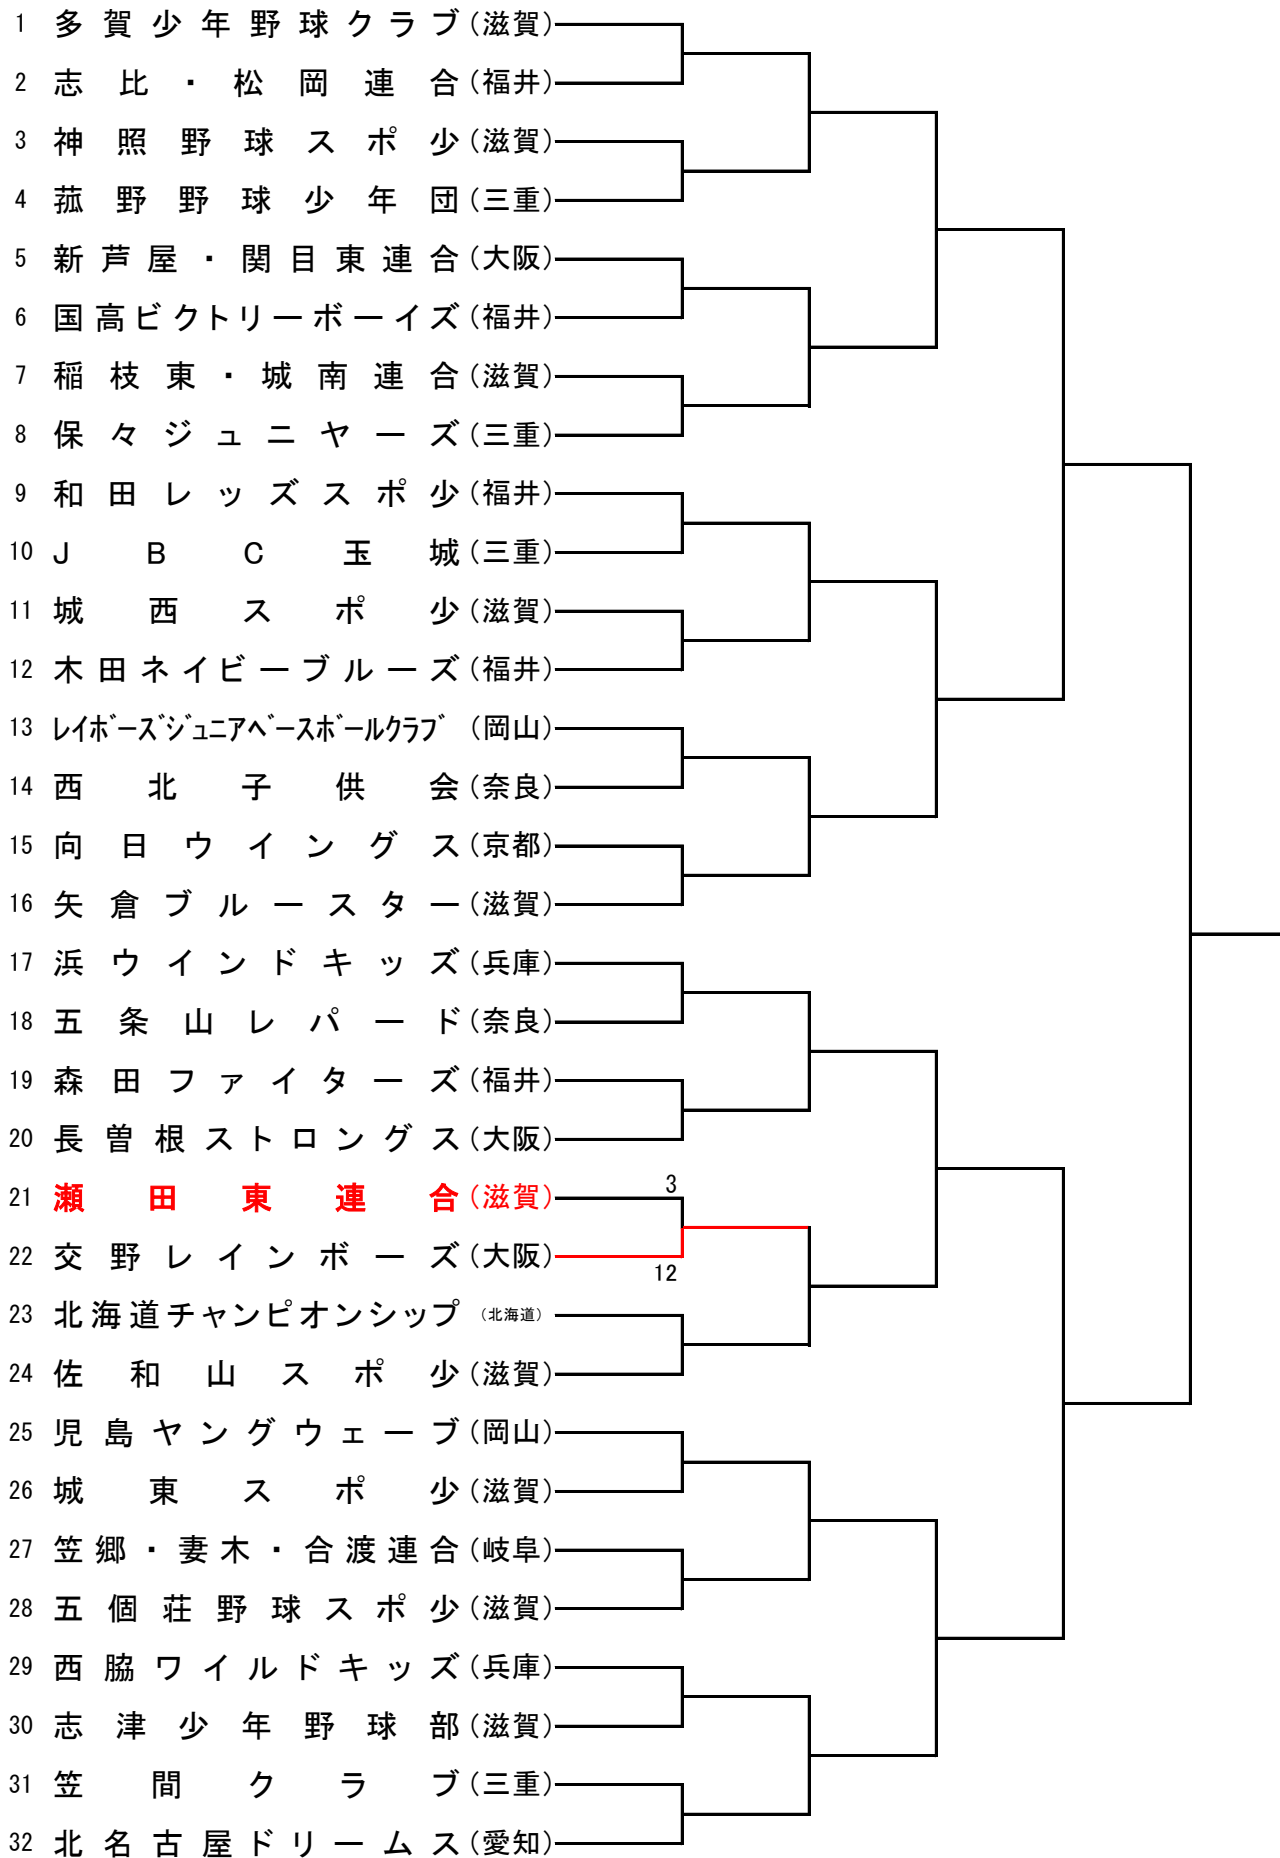 1 多賀少年野球クラブ(滋賀)
2 志比・松岡連合(福井)
3 神照野球スポ少(滋賀)
4 菰野野球少年団(三重)
5 新芦屋・関目東連合(大阪)
6 国高ビクトリーボーイズ(福井)
7 稲枝東・城南連合(滋賀)
8 保々ジュニヤーズ(三重)
9 和田レッズスポ少(福井)
10 JBC玉城(三重)
11 城西スポ少(滋賀)
12 木田ネイビーブルーズ(福井)
13 レイボーズジュニアベースボールクラブ(岡山)
14 西北子供会(奈良)
15 向日ウイングス(京都)
16 矢倉ブルースター(滋賀)
17 浜ウインドキッズ(兵庫)
18 五条山レパード(奈良)
19 森田ファイターズ(福井)
20 長曽根ストロングス(大阪)
21 瀬田東連合(滋賀) 3
22 交野レインボーズ(大阪) 12
23 北海道チャンピオンシップ(北海道)
24 佐和山スポ少(滋賀)
25 児島ヤングウェーブ(岡山)
26 城東スポ少(滋賀)
27 笠郷・妻木・合渡連合(岐阜)
28 五個荘野球スポ少(滋賀)
29 西脇ワイルドキッズ(兵庫)
30 志津少年野球部(滋賀)
31 笠間クラブ(三重)
32 北名古屋ドリームス(愛知)